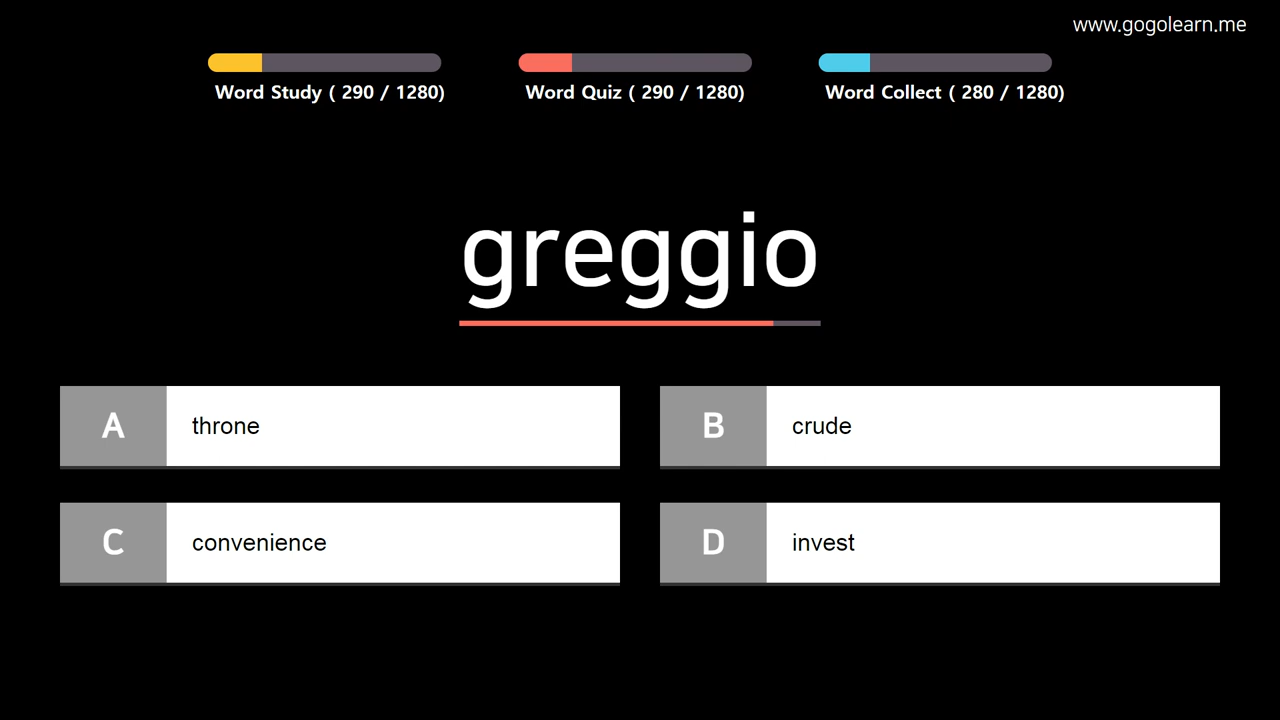 www.gogolearn.me
Word Study ( 290 / 1280)
Word Quiz ( 290 / 1280)
Word Collect ( 280 / 1280)
greggio
A throne
B crude
C convenience
D invest